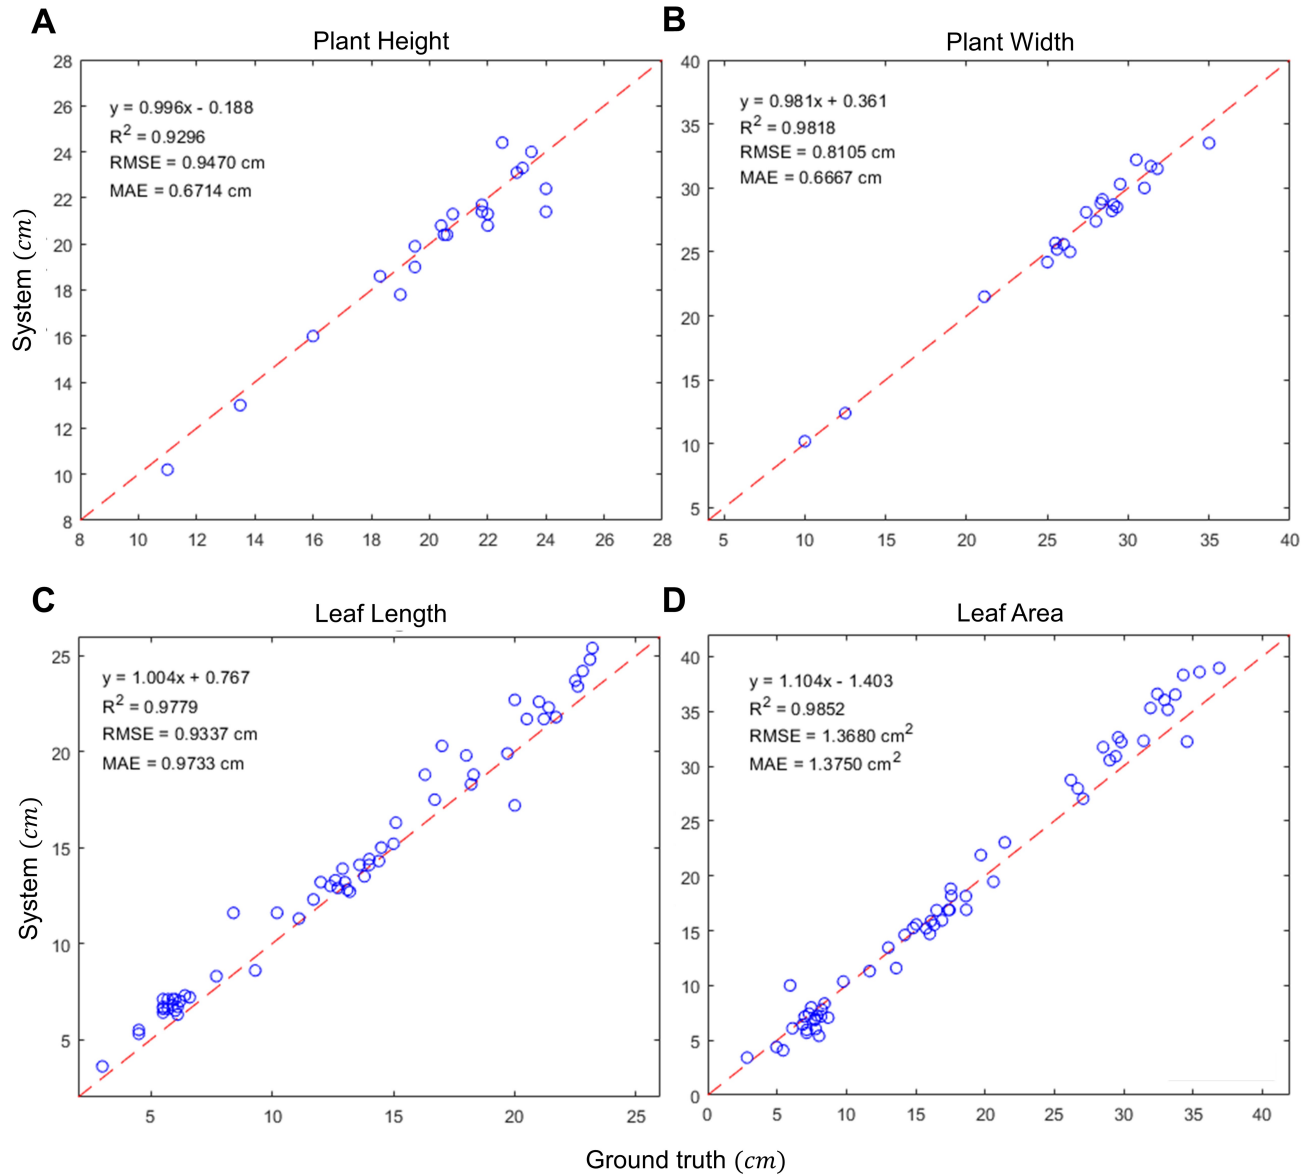 A
Plant Height
28
26
24
22
20
18
16
14
12
10
8
y = 0.996x - 0.188
R² = 0.9296
RMSE = 0.9470 cm
MAE = 0.6714 cm
8 10 12 14 16 18 20 22 24 26 28
System (cm)
B
Plant Width
40
35
30
25
20
15
10
5
y = 0.981x + 0.361
R² = 0.9818
RMSE = 0.8105 cm
MAE = 0.6667 cm
5 10 15 20 25 30 35 40
C
Leaf Length
25
20
15
10
5
y = 1.004x + 0.767
R² = 0.9779
RMSE = 0.9337 cm
MAE = 0.9733 cm
5 10 15 20 25
System (cm)
D
Leaf Area
40
35
30
25
20
15
10
5
0
y = 1.104x - 1.403
R² = 0.9852
RMSE = 1.3680 cm²
MAE = 1.3750 cm²
0 5 10 15 20 25 30 35 40
Ground truth (cm)